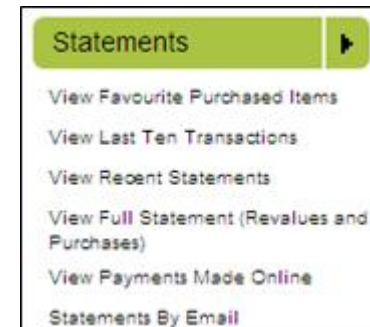 Statements
View Favourite Purchased Items
View Last Ten Transactions
View Recent Statements
View Full Statement (Revalues and
Purchases)
View Payments Made Online
Statements By Email